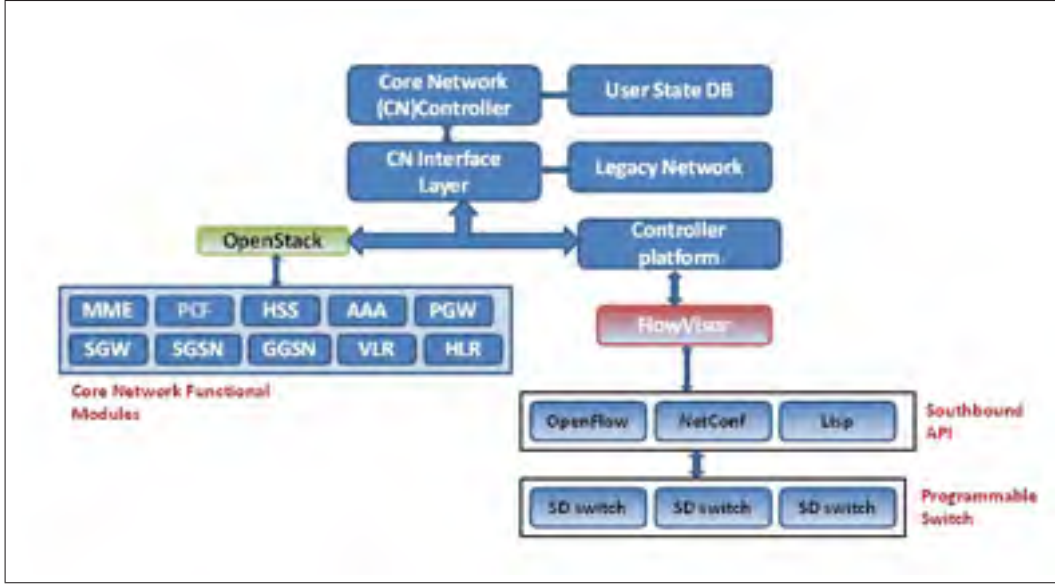 Core Network
(CN)Controller
User State DB
CN Interface
Layer
Legacy Network
OpenStack
Controller
platform
MME PCF HSS AAA PGW
SGW SGSN GGSN VLR HLR
FlowVisor
Core Network Functional
Modules
OpenFlow NetConf Lisp
Southbound
API
SD switch SD switch SD switch
Programmable
Switch